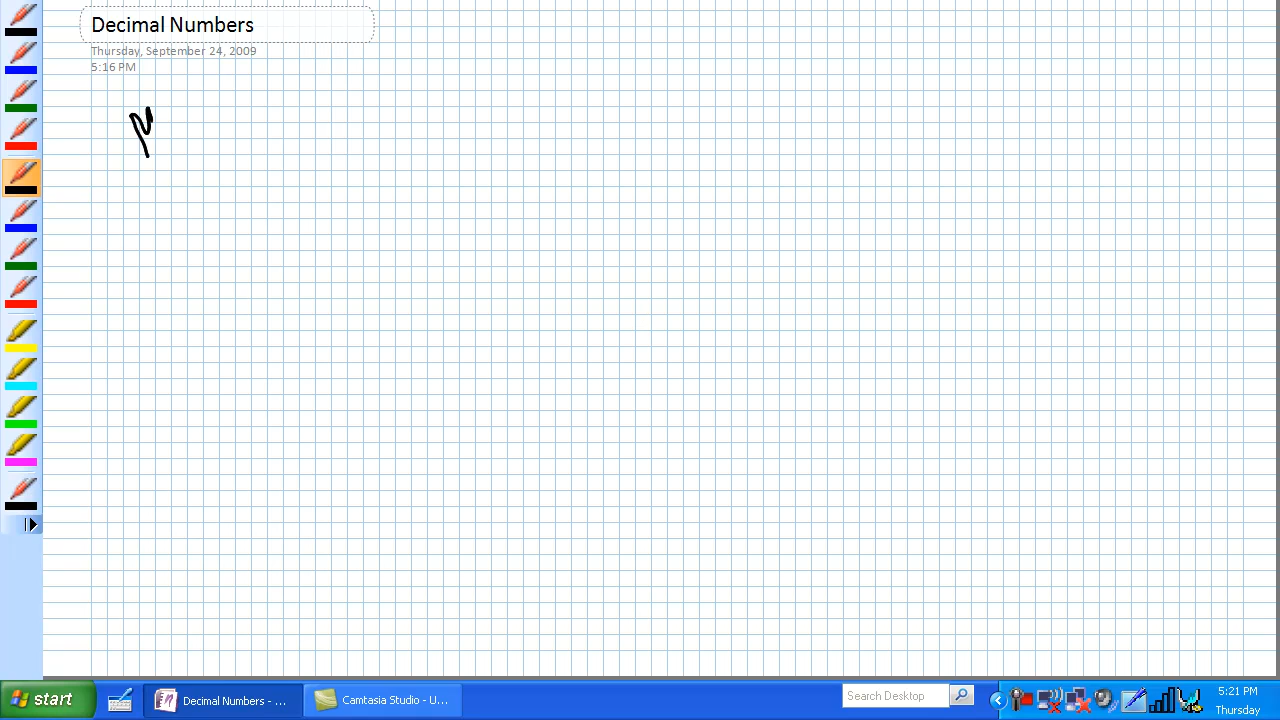 Decimal Numbers
Thursday, September 24, 2009
5:16 PM
start
Decimal Numbers - ...
Camtasia Studio - U...
Search Desktop
5:21 PM
Thursday